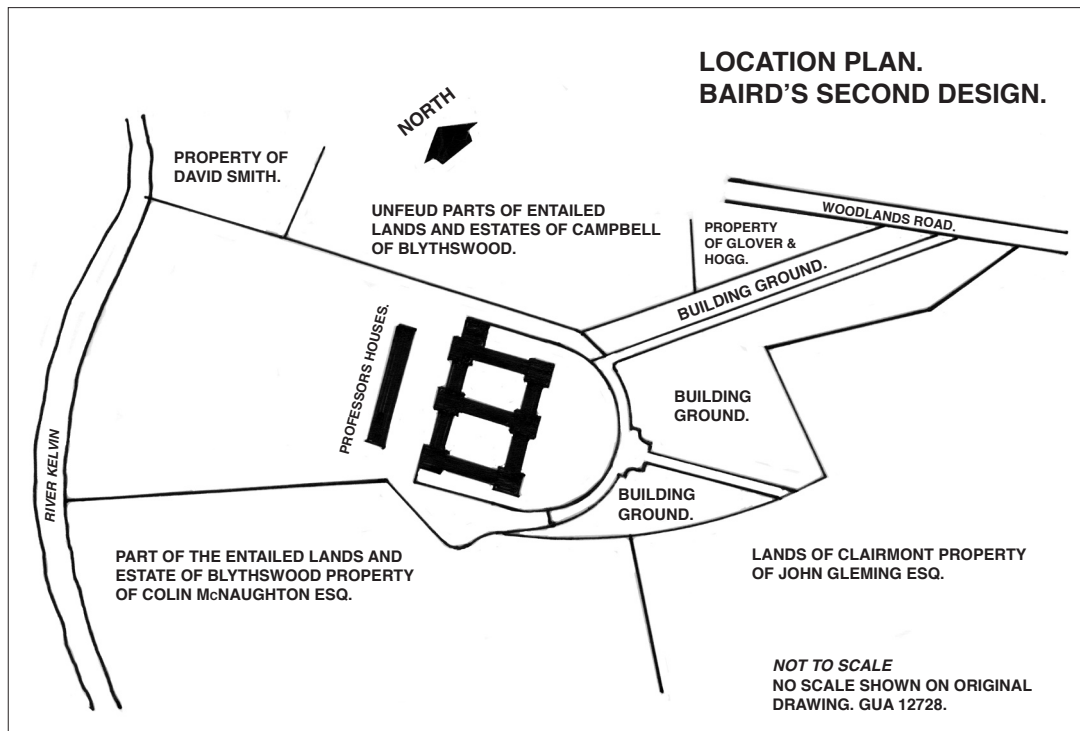 LOCATION PLAN.
BAIRD'S SECOND DESIGN.
NORTH
PROPERTY OF
DAVID SMITH.
UNFEUD PARTS OF ENTAILED
LANDS AND ESTATES OF CAMPBELL
OF BLYTHSWOOD.
WOODLANDS ROAD.
PROPERTY
OF GLOVER &
HOGG.
BUILDING GROUND.
PROFESSORS HOUSES.
BUILDING
GROUND.
RIVER KELVIN
BUILDING
GROUND.
PART OF THE ENTAILED LANDS AND
ESTATE OF BLYTHSWOOD PROPERTY
OF COLIN McNAUGHTON ESQ.
LANDS OF CLAIRMONT PROPERTY
OF JOHN GLEMING ESQ.
NOT TO SCALE
NO SCALE SHOWN ON ORIGINAL
DRAWING. GUA 12728.